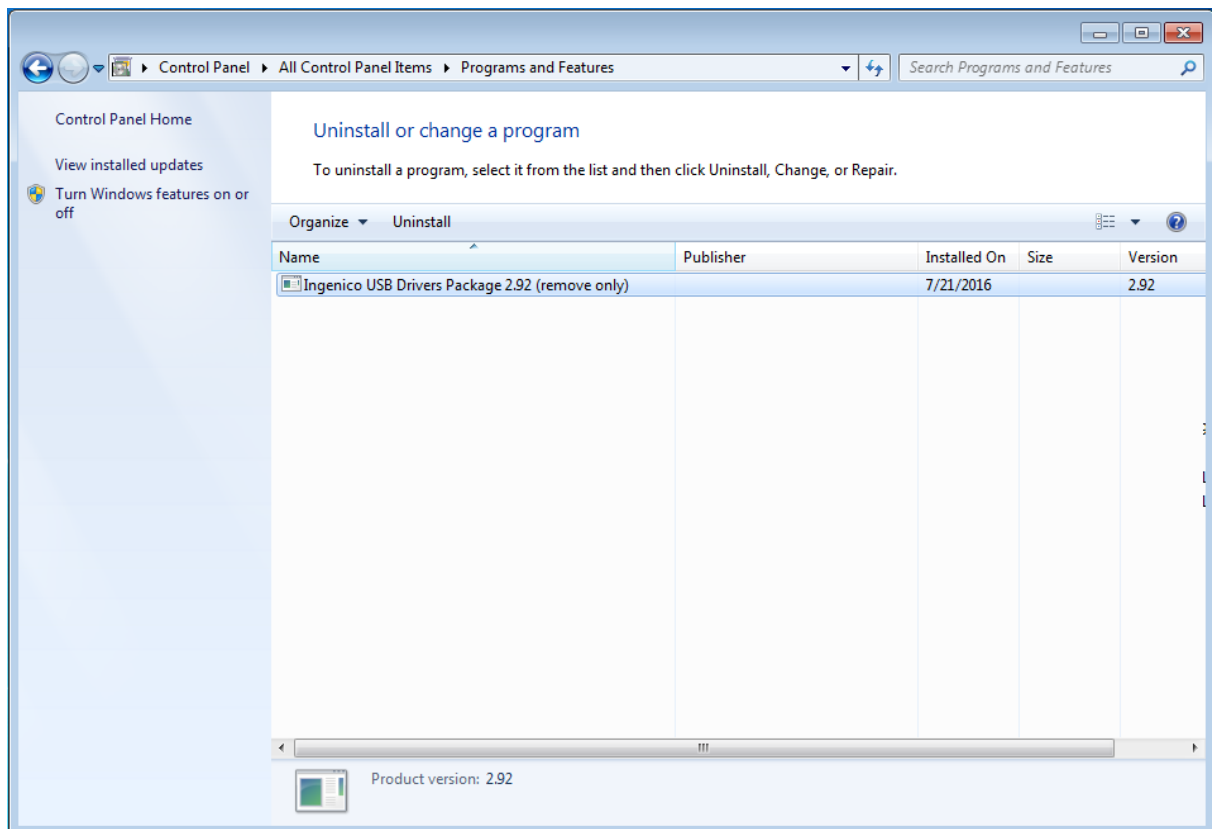 Control Panel ▸ All Control Panel Items ▸ Programs and Features
Search Programs and Features
Control Panel Home
View installed updates
Turn Windows features on or
off
Uninstall or change a program
To uninstall a program, select it from the list and then click Uninstall, Change, or Repair.
Organize Uninstall
Name Publisher Installed On Size Version
Ingenico USB Drivers Package 2.92 (remove only) 7/21/2016 2.92
Product version: 2.92